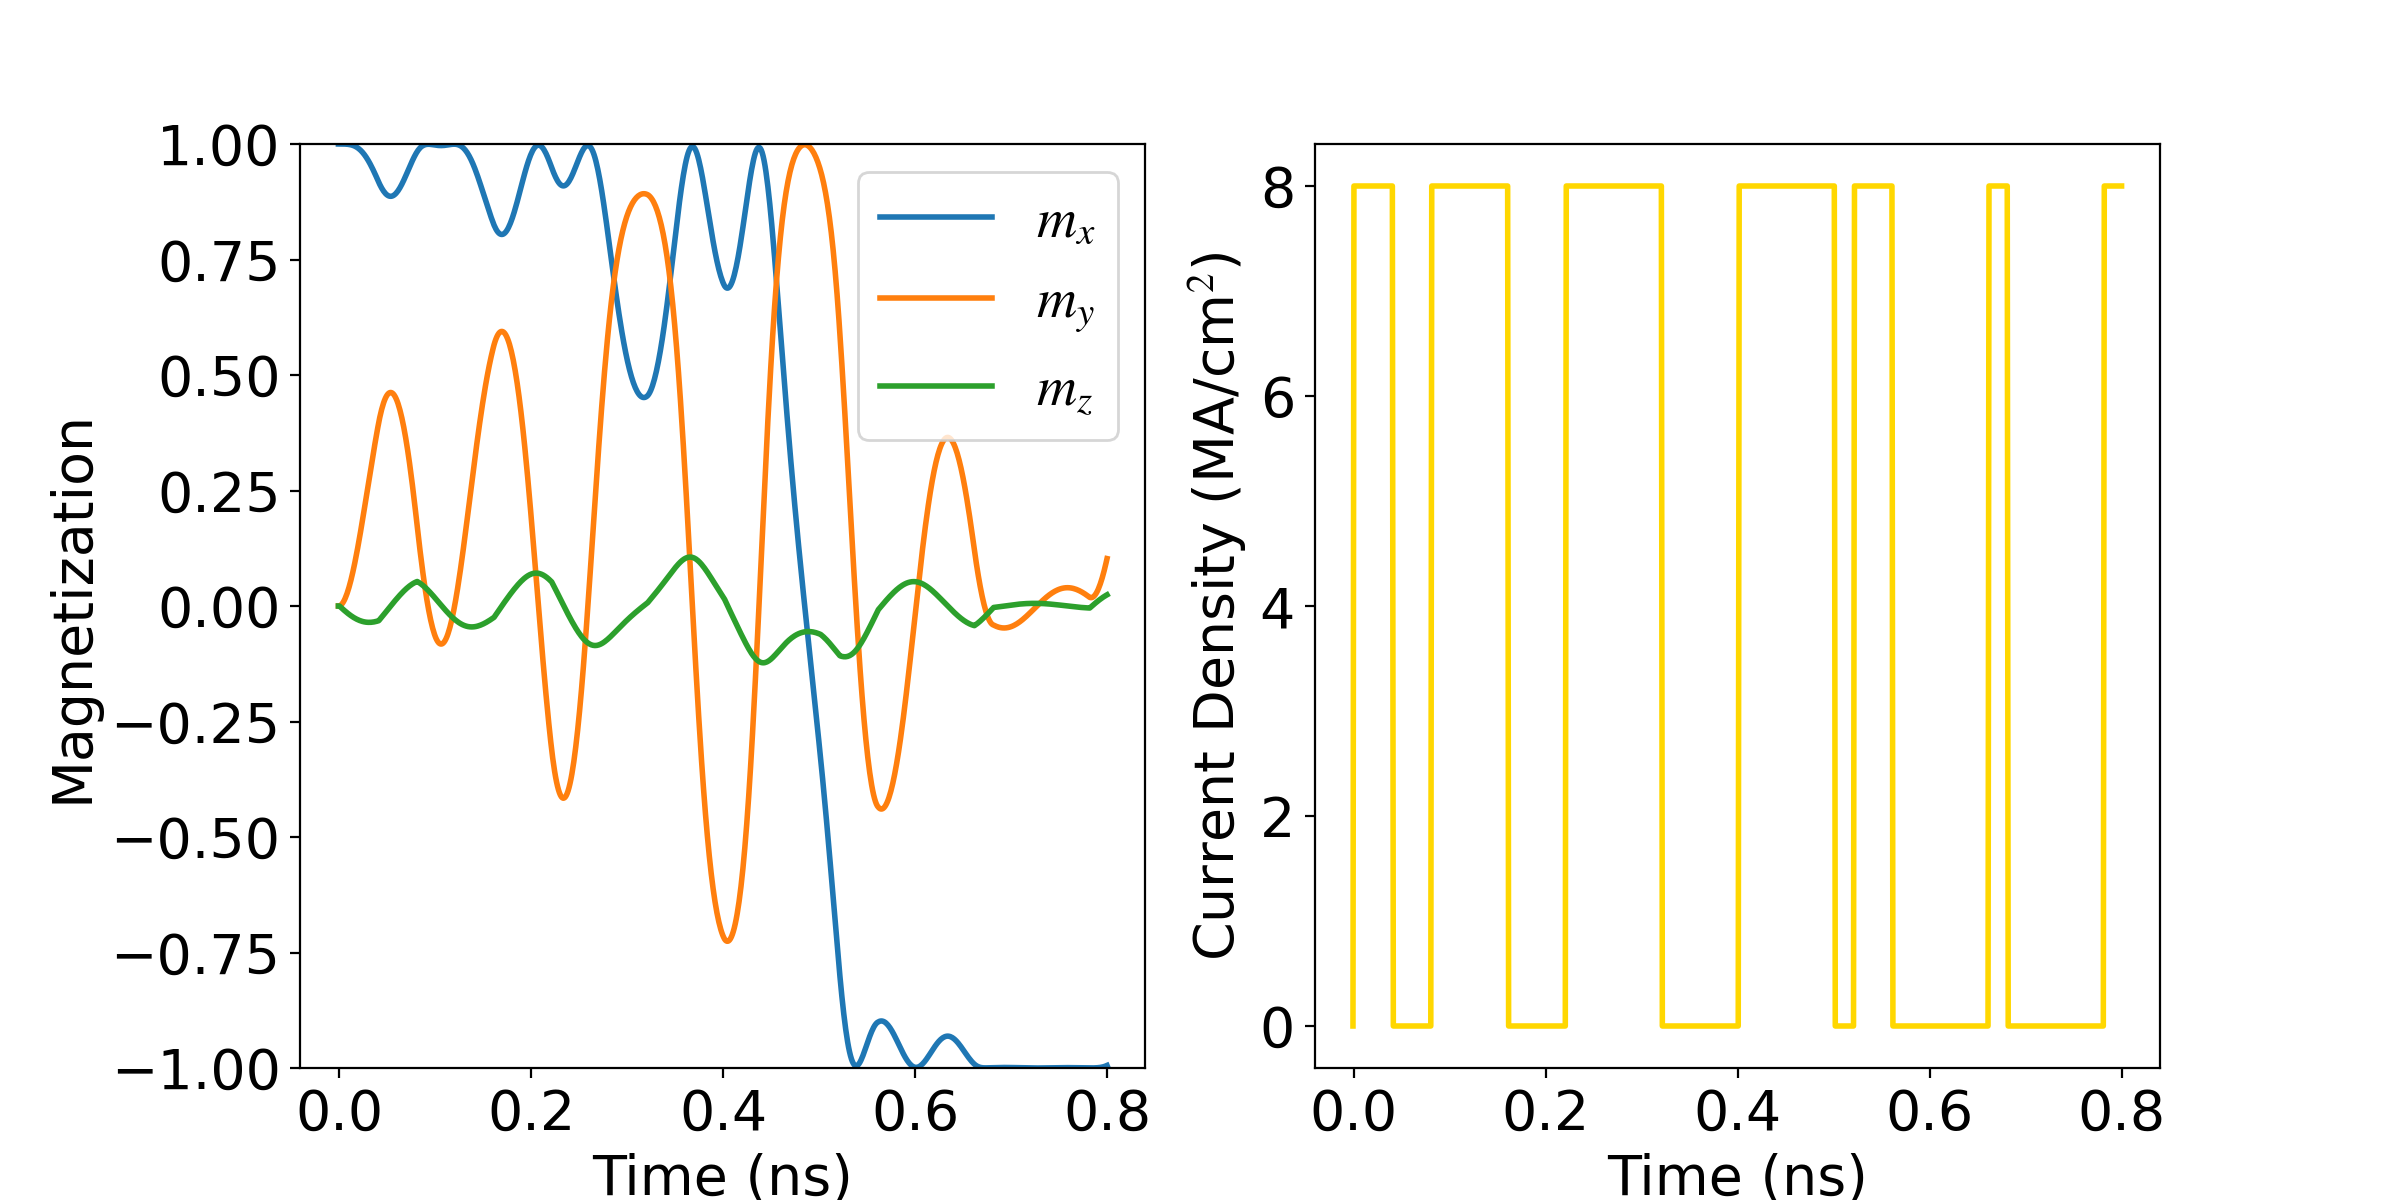 Magnetization
1.00
0.75
0.50
0.25
0.00
−0.25
−0.50
−0.75
−1.00
0.0 0.2 0.4 0.6 0.8
Time (ns)
mₓ
m_y
m_z
Current Density (MA/cm²)
8
6
4
2
0
0.0 0.2 0.4 0.6 0.8
Time (ns)